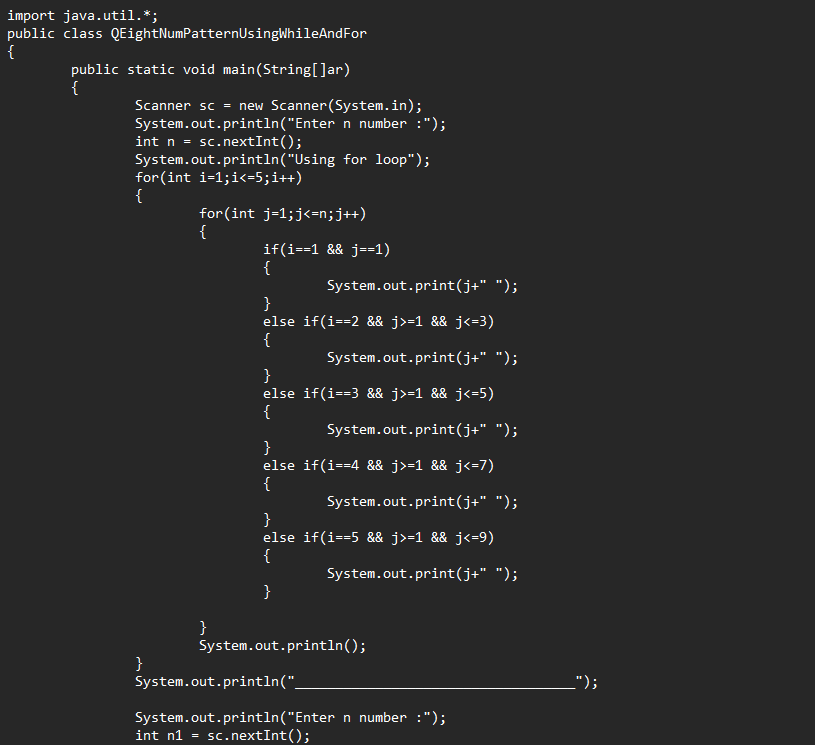 import java.util.*;
public class QEightNumPatternUsingWhileAndFor
{
        public static void main(String[]ar)
        {
                Scanner sc = new Scanner(System.in);
                System.out.println("Enter n number :");
                int n = sc.nextInt();
                System.out.println("Using for loop");
                for(int i=1;i<=5;i++)
                {
                        for(int j=1;j<=n;j++)
                        {
                                if(i==1 && j==1)
                                {
                                        System.out.print(j+" ");
                                }
                                else if(i==2 && j>=1 && j<=3)
                                {
                                        System.out.print(j+" ");
                                }
                                else if(i==3 && j>=1 && j<=5)
                                {
                                        System.out.print(j+" ");
                                }
                                else if(i==4 && j>=1 && j<=7)
                                {
                                        System.out.print(j+" ");
                                }
                                else if(i==5 && j>=1 && j<=9)
                                {
                                        System.out.print(j+" ");
                                }

                        }
                        System.out.println();
                }
                System.out.println("___________________________________");

                System.out.println("Enter n number :");
                int n1 = sc.nextInt();